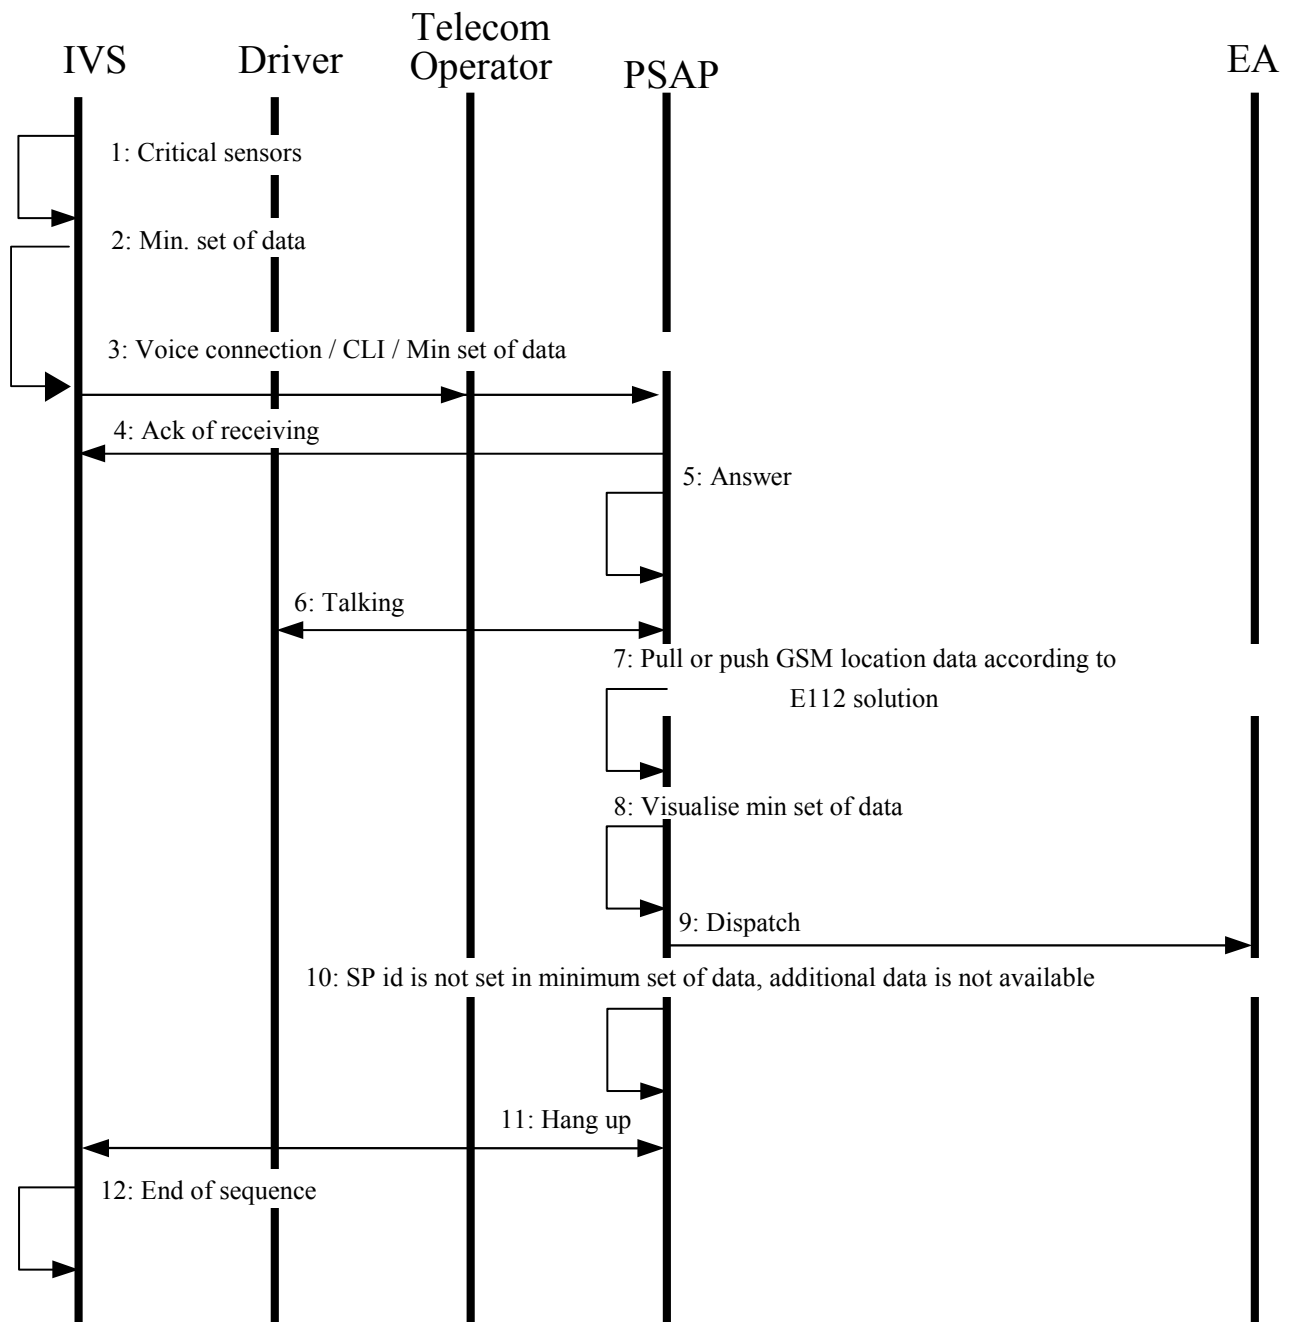 IVS
Driver
Telecom
Operator
PSAP
EA
1: Critical sensors
2: Min. set of data
3: Voice connection / CLI / Min set of data
4: Ack of receiving
5: Answer
6: Talking
7: Pull or push GSM location data according to
E112 solution
8: Visualise min set of data
9: Dispatch
10: SP id is not set in minimum set of data, additional data is not available
11: Hang up
12: End of sequence